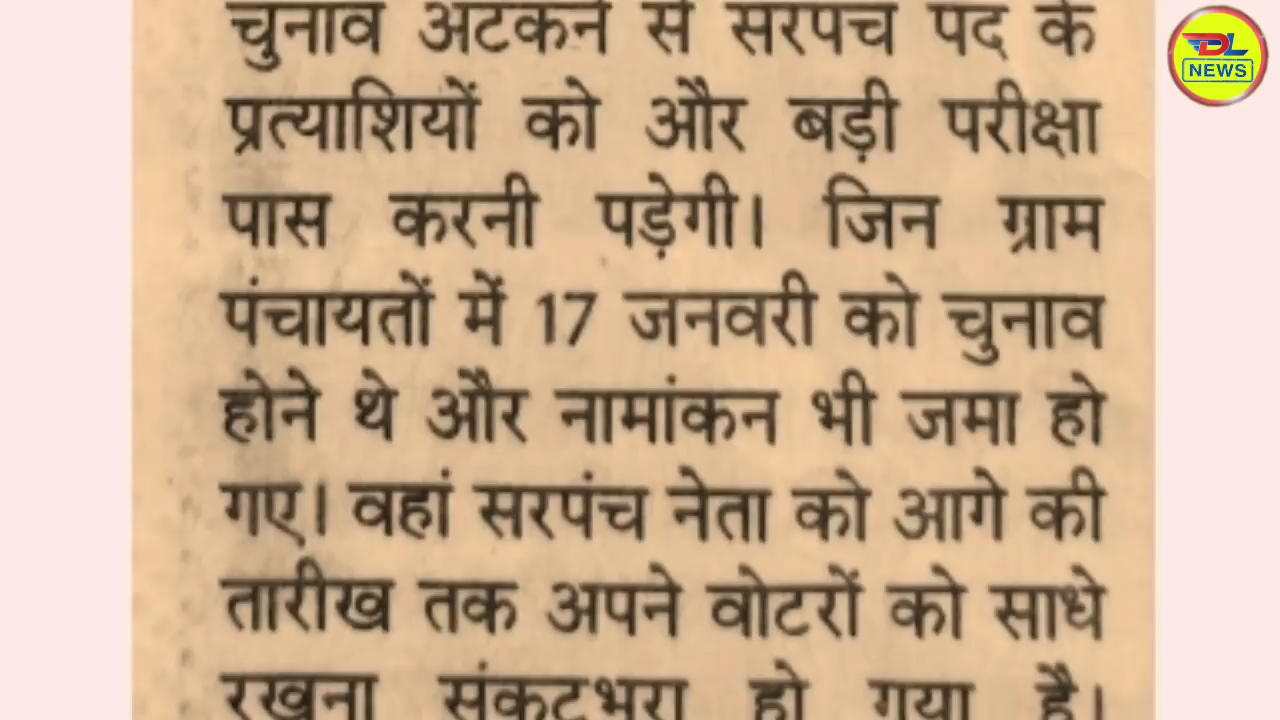 चुनाव अटकने से सरपंच पद के
प्रत्याशियों को और बड़ी परीक्षा
पास करनी पड़ेगी। जिन ग्राम
पंचायतों में 17 जनवरी को चुनाव
होने थे और नामांकन भी जमा हो
गए। वहां सरपंच नेता को आगे की
तारीख तक अपने वोटरों को साधे
रखना संकटभरा हो गया है।
DL
NEWS